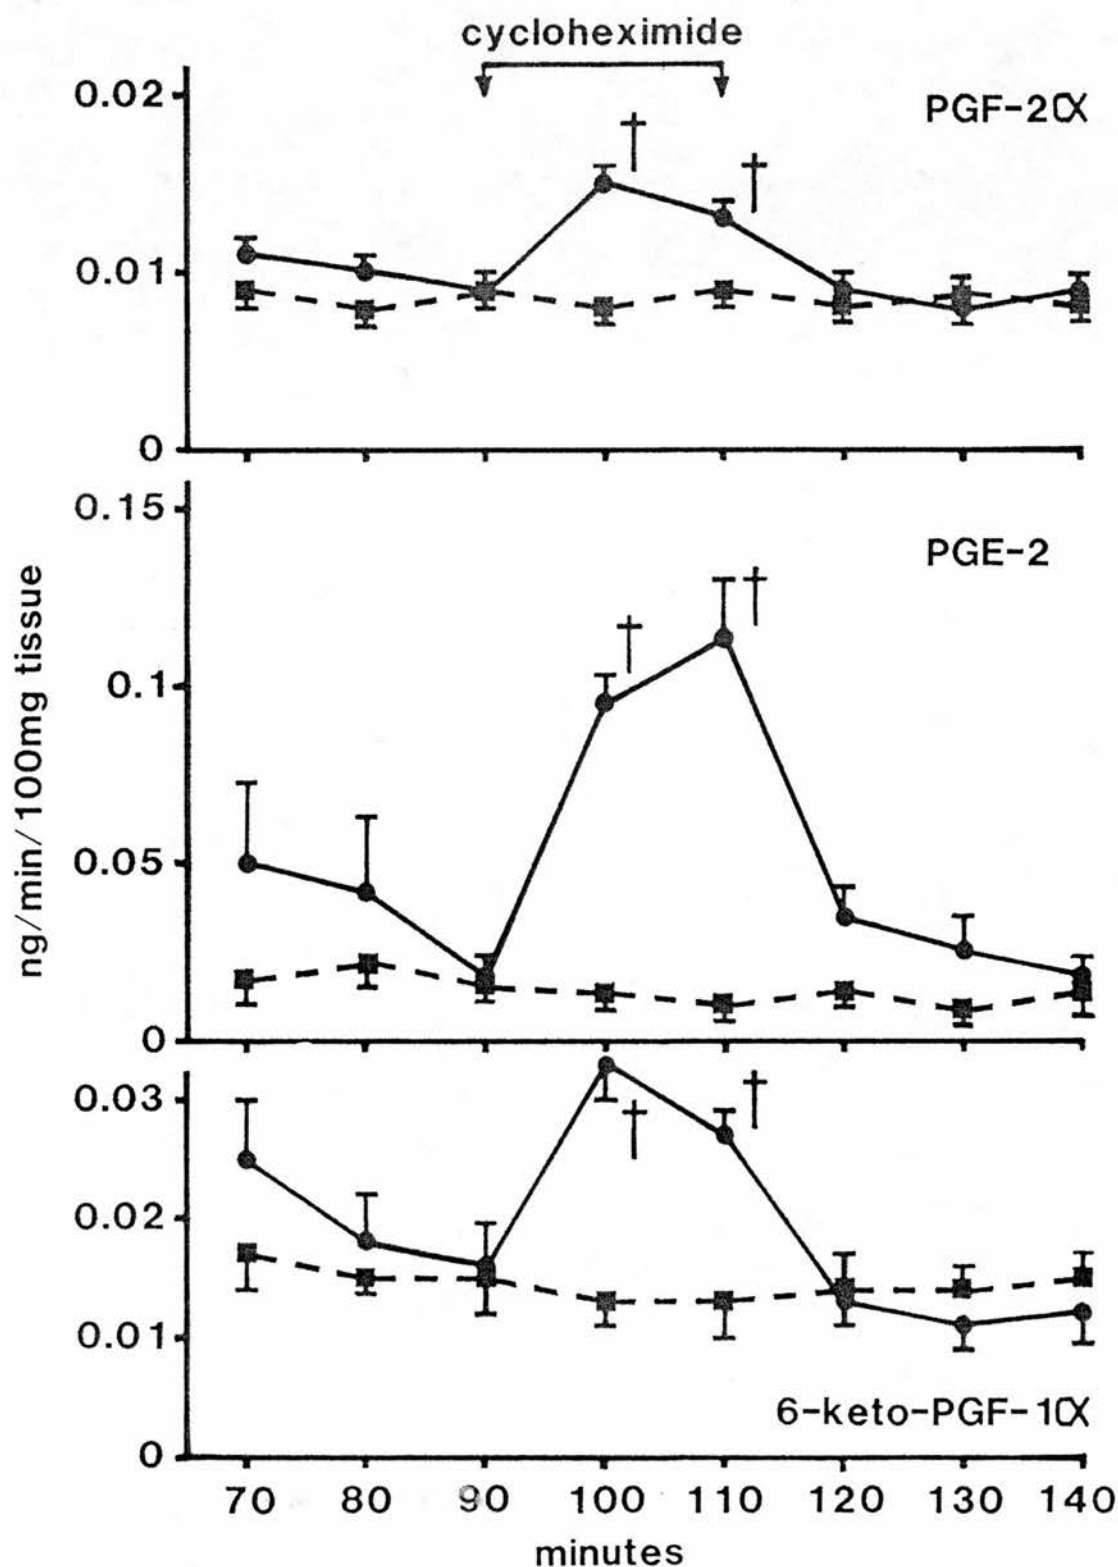 cycloheximide
0.02
PGF-2α
†
†
0.01
0
0.15
PGE-2
†
†
0.1
0.05
0
ng/min/100mg tissue
0.03
†
†
0.02
0.01
6-keto-PGF-1α
0
70 80 90 100 110 120 130 140
minutes